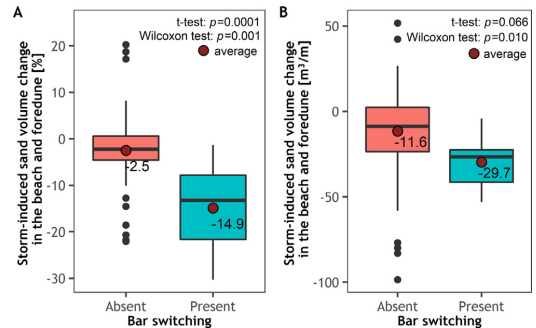 A
t-test: p=0.0001
Wilcoxon test: p=0.001
average
Storm-induced sand volume change
in the beach and foredune [%]
20
10
0
-10
-20
-30
-2.5
-14.9
Absent
Present
Bar switching
B
t-test: p=0.066
Wilcoxon test: p=0.010
average
Storm-induced sand volume change
in the beach and foredune [m³/m]
50
0
-50
-100
-11.6
-29.7
Absent
Present
Bar switching